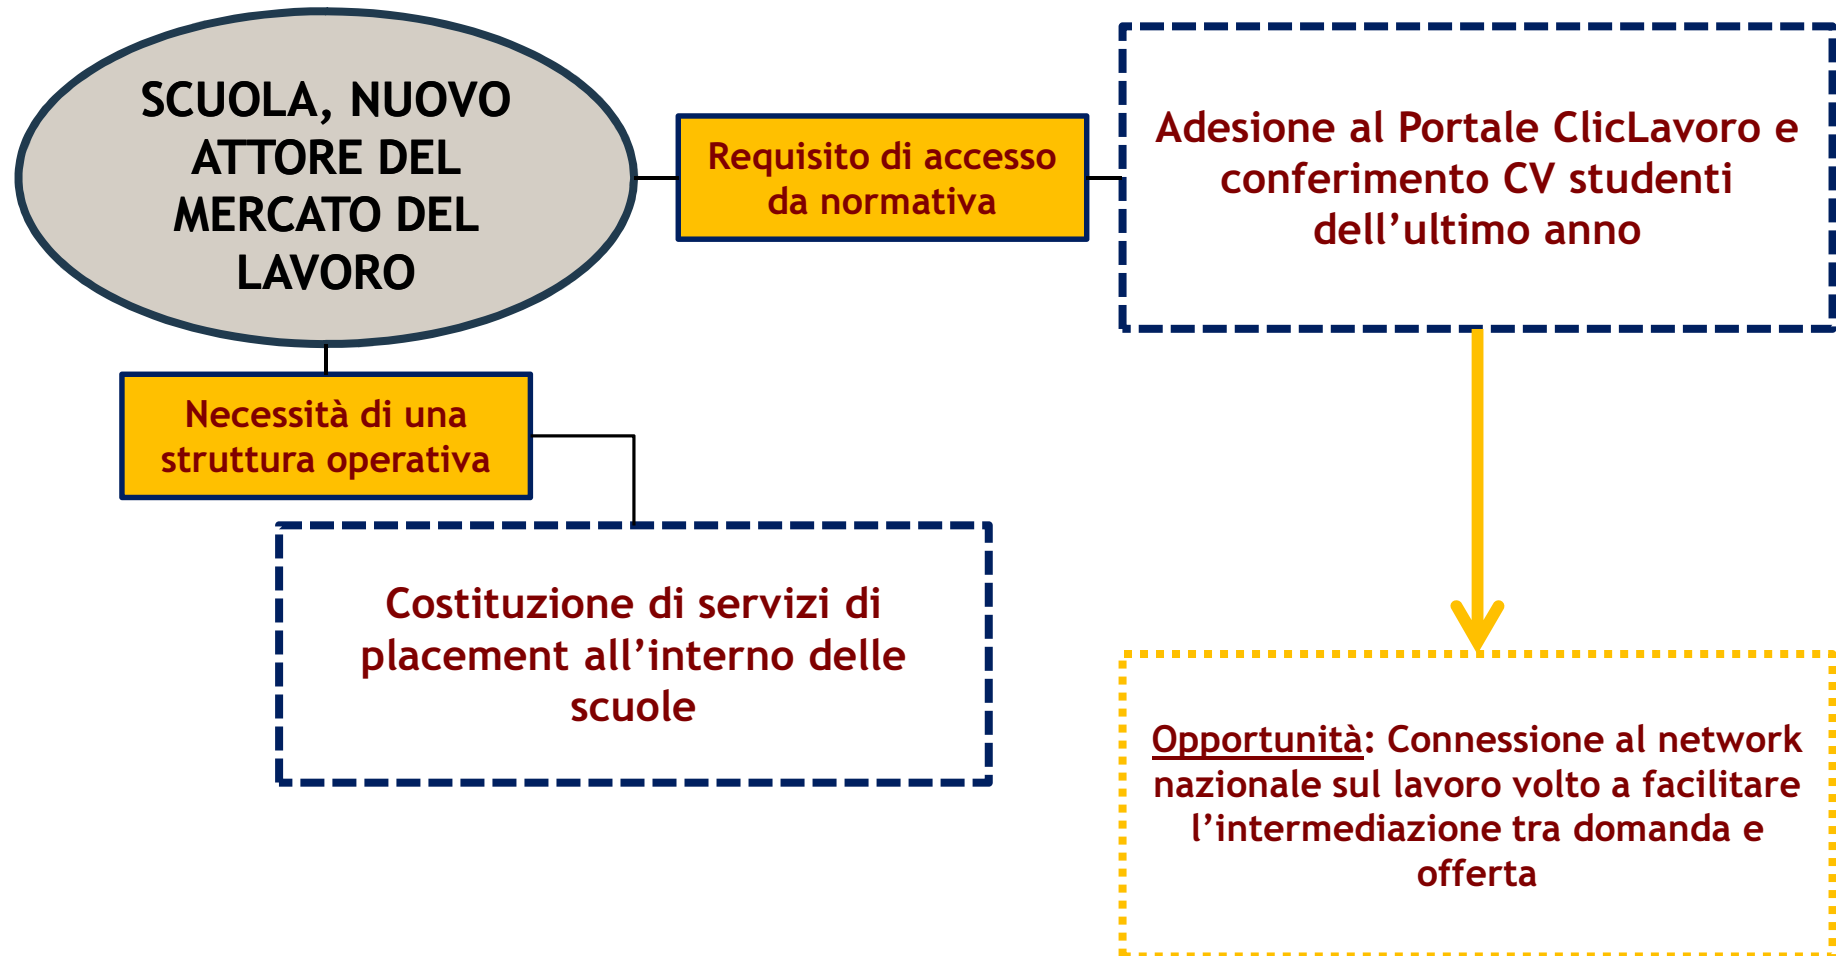 SCUOLA, NUOVO
ATTORE DEL
MERCATO DEL
LAVORO
Requisito di accesso
da normativa
Adesione al Portale ClicLavoro e
conferimento CV studenti
dell’ultimo anno
Necessità di una
struttura operativa
Costituzione di servizi di
placement all’interno delle
scuole
Opportunità: Connessione al network
nazionale sul lavoro volto a facilitare
l’intermediazione tra domanda e
offerta